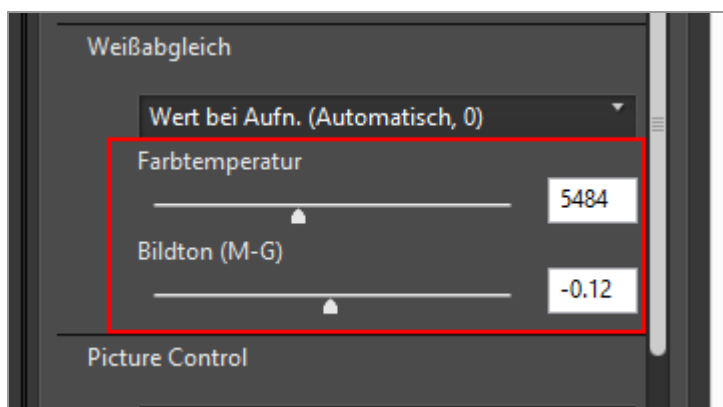 Weißabgleich
Wert bei Aufn. (Automatisch, 0)
Farbtemperatur
5484
Bildton (M-G)
-0.12
Picture Control